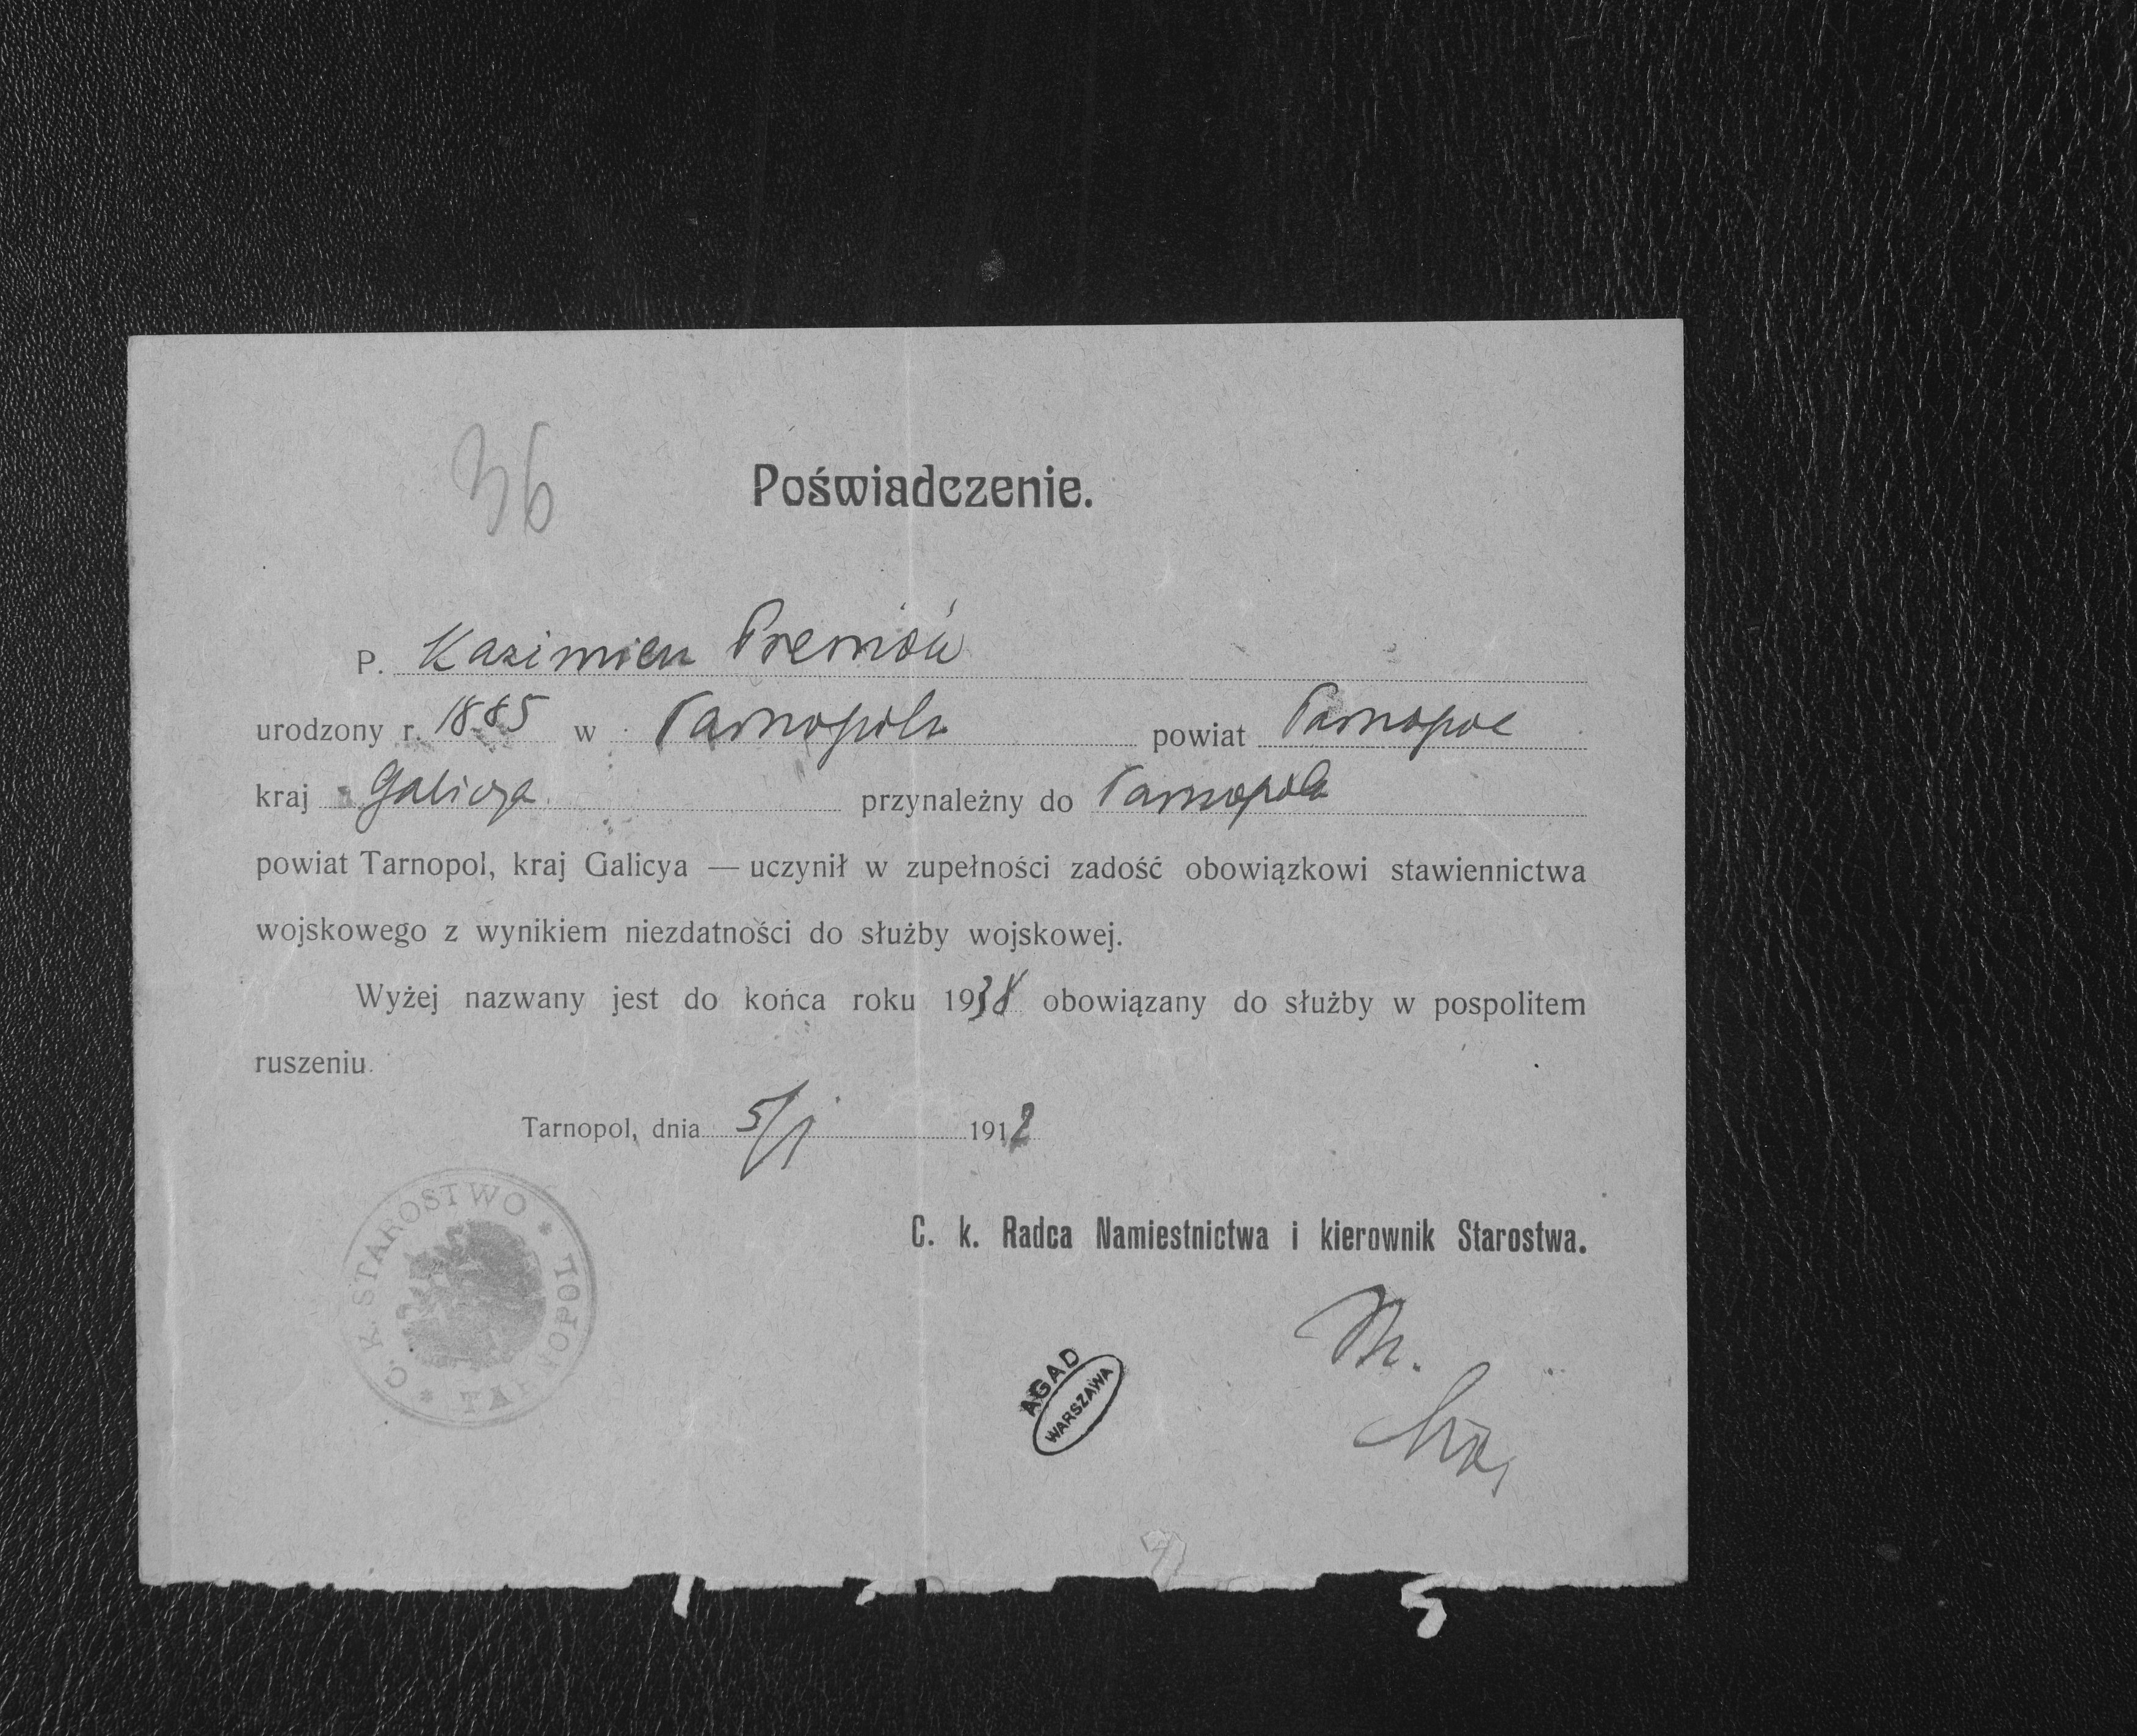 36
Poświadczenie.
P. Kazimierz
urodzony r. 1885 w Tarnopolu powiat Tarnopol
kraj Galicya przynależny do Tarnopola
powiat Tarnopol, kraj Galicya — uczynił w zupełności zadość obowiązkowi stawiennictwa
wojskowego z wynikiem niezdatności do służby wojskowej.
Wyżej nazwany jest do końca roku 1938 obowiązany do służby w pospolitem
ruszeniu.
Tarnopol, dnia 5/1 1912
C. k. Radca Namiestnictwa i kierownik Starostwa.
C. K. STAROSTWO * TARNOPOL *
AGAD
WARSZAWA